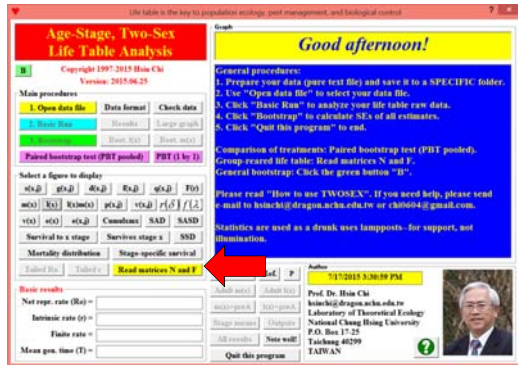 Life table is the key to population ecology, pest management, and biological control
Age-Stage, Two-Sex
Life Table Analysis
B
Copyright 1997-2015 Hsin Chi
Version: 2015.06.25
Main procedures
1. Open data file
Data format
Check data
2. Basic Run
Results
Large graph
3. Bootstrap
Boot. l(x)
Boot. m(x)
Paired bootstrap test (PBT pooled)
PBT (1 by 1)
Select a figure to display
s(x,j)
g(x,j)
d(x,j)
f(x,j)
q(x,j)
F(r)
m(x)
l(x)
l(x)m(x)
p(x,j)
v(x,j)
r(δ)
f(λ)
v(x)
e(x)
e(x,j)
Cumulxmx
SAD
SASD
Survival to x stage
Survives stage x
SSD
Mortality distribution
Stage-specific survival
Tailed Ro
Tailed r
Read matrices N and F
Basic results
Net repr. rate (Ro) =
Intrinsic rate (r) =
Finite rate =
Mean gen. time (T) =
Graph
Good afternoon!
General procedures:
1. Prepare your data (pure text file) and save it to a SPECIFIC folder.
2. Use "Open data file" to select your data file.
3. Click "Basic Run" to analyze your life table raw data.
4. Click "Bootstrap" to calculate SEs of all estimates.
5. Click "Quit this program" to end.
Comparison of treatments: Paired bootstrap test (PBT pooled).
Group-reared life table: Read matrices N and F.
General bootstrap: Click the green button "B".
Please read "How to use TWOSEX". If you need help, please send
e-mail to hsinchi@dragon.nchu.edu.tw or chi0604@gmail.com.
Statistics are used as a drunk uses lampposts--for support, not
illumination.
Ref.
P
Adult m(x)
Adult l(x)
m(x)=preA
l(x)=preA
Stage means
Outputs
All results
Note well!
Quit this program
Author
7/17/2015 3:30:59 PM
Prof. Dr. Hsin Chi
hsinchi@dragon.nchu.edu.tw
Laboratory of Theoretical Ecology
National Chung Hsing University
P.O. Box 17-25
Taichung 40299
TAIWAN
?